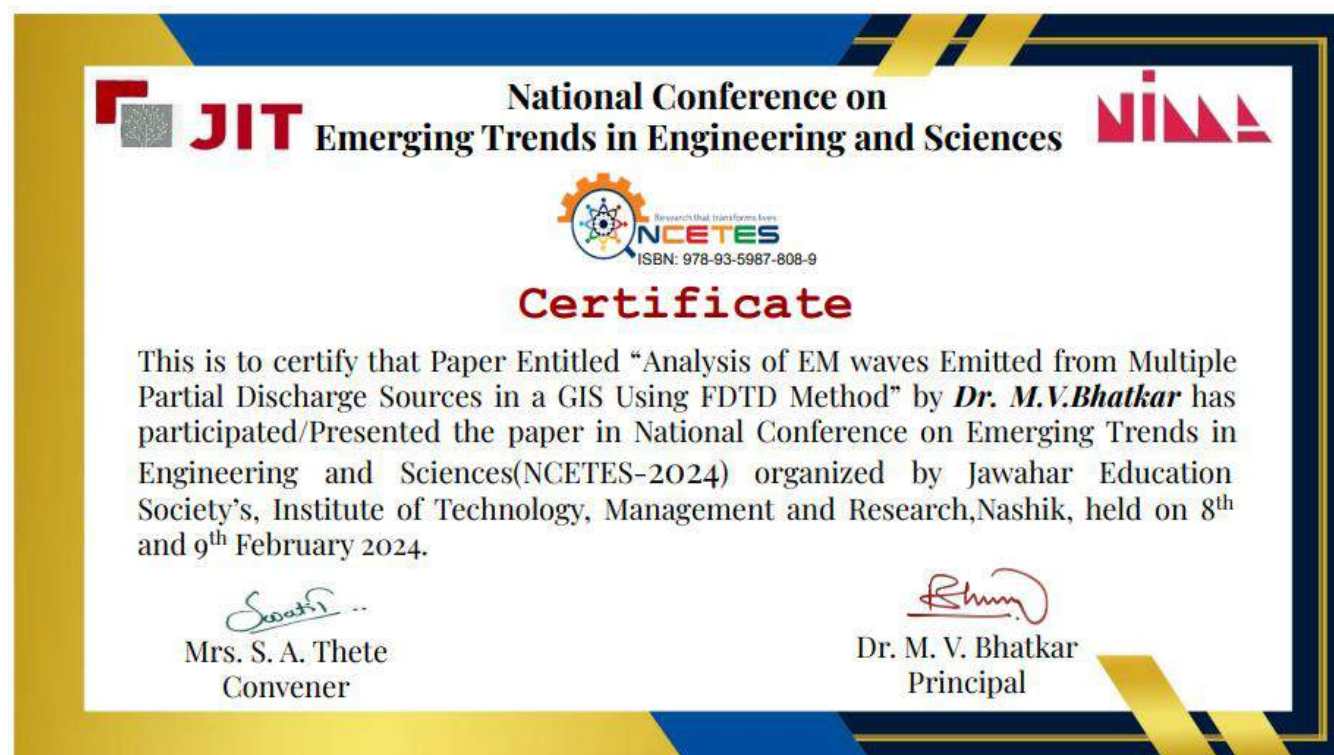 National Conference on
JIT Emerging Trends in Engineering and Sciences
NIMA
Research that transforms lives
NCETES
ISBN: 978-93-5987-808-9
Certificate
This is to certify that Paper Entitled “Analysis of EM waves Emitted from Multiple
Partial Discharge Sources in a GIS Using FDTD Method” by Dr. M.V.Bhatkar has
participated/Presented the paper in National Conference on Emerging Trends in
Engineering and Sciences(NCETES-2024) organized by Jawahar Education
Society’s, Institute of Technology, Management and Research,Nashik, held on 8th
and 9th February 2024.
Mrs. S. A. Thete
Convener
Dr. M. V. Bhatkar
Principal